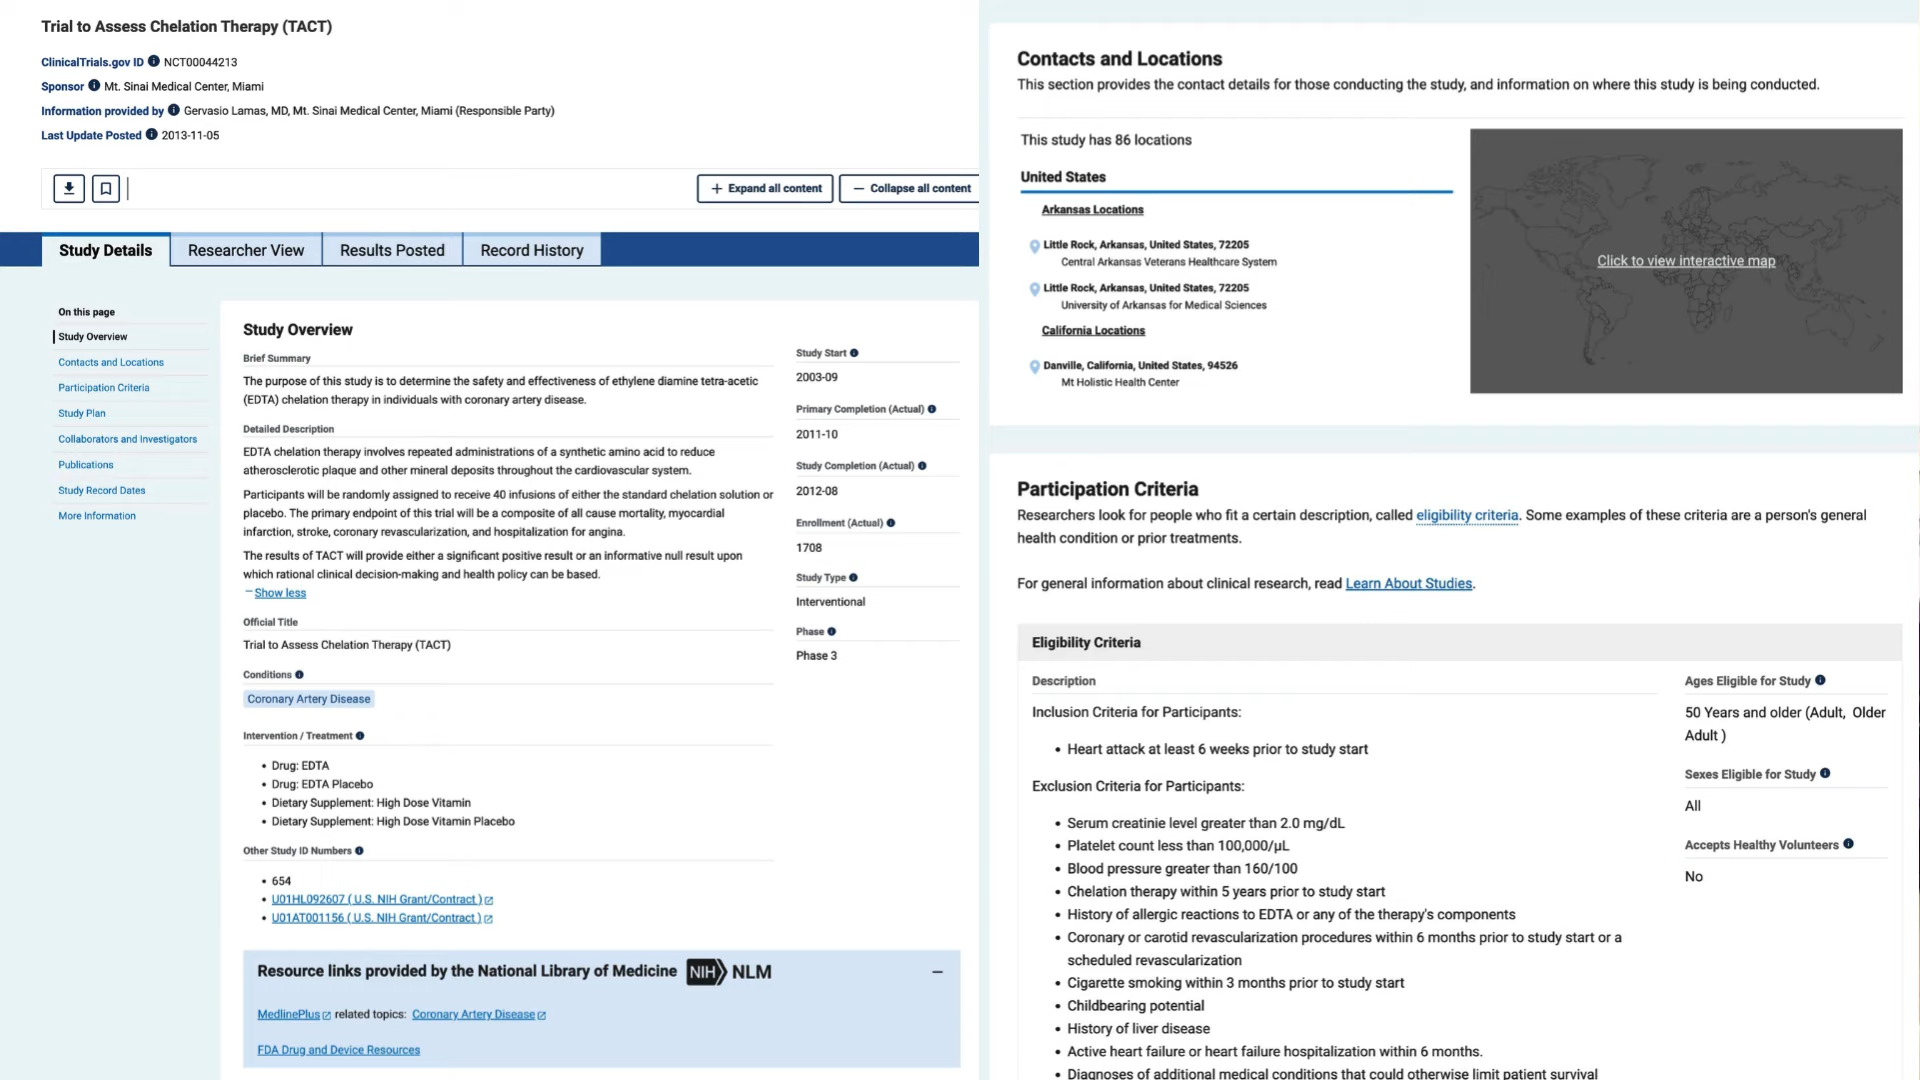 Trial to Assess Chelation Therapy (TACT)
ClinicalTrials.gov ID NCT00044213
Sponsor Mt. Sinai Medical Center, Miami
Information provided by Gervasio Lamas, MD, Mt. Sinai Medical Center, Miami (Responsible Party)
Last Update Posted 2013-11-05
Expand all content
Collapse all content
Study Details
Researcher View
Results Posted
Record History
On this page
Study Overview
Contacts and Locations
Participation Criteria
Study Plan
Collaborators and Investigators
Publications
Study Record Dates
More Information
Study Overview
Brief Summary
The purpose of this study is to determine the safety and effectiveness of ethylene diamine tetra-acetic
(EDTA) chelation therapy in individuals with coronary artery disease.
Detailed Description
EDTA chelation therapy involves repeated administrations of a synthetic amino acid to reduce
atherosclerotic plaque and other mineral deposits throughout the cardiovascular system.
Participants will be randomly assigned to receive 40 infusions of either the standard chelation solution or
placebo. The primary endpoint of this trial will be a composite of all cause mortality, myocardial
infarction, stroke, coronary revascularization, and hospitalization for angina.
The results of TACT will provide either a significant positive result or an informative null result upon
which rational clinical decision-making and health policy can be based.
Show less
Official Title
Trial to Assess Chelation Therapy (TACT)
Conditions
Coronary Artery Disease
Intervention / Treatment
• Drug: EDTA
• Drug: EDTA Placebo
• Dietary Supplement: High Dose Vitamin
• Dietary Supplement: High Dose Vitamin Placebo
Other Study ID Numbers
• 654
• U01HL092607 ( U.S. NIH Grant/Contract )
• U01AT001156 ( U.S. NIH Grant/Contract )
Study Start
2003-09
Primary Completion (Actual)
2011-10
Study Completion (Actual)
2012-08
Enrollment (Actual)
1708
Study Type
Interventional
Phase
Phase 3
Resource links provided by the National Library of Medicine NIH NLM
MedlinePlus related topics: Coronary Artery Disease
FDA Drug and Device Resources
Contacts and Locations
This section provides the contact details for those conducting the study, and information on where this study is being conducted.
This study has 86 locations
United States
Arkansas Locations
Little Rock, Arkansas, United States, 72205
Central Arkansas Veterans Healthcare System
Little Rock, Arkansas, United States, 72205
University of Arkansas for Medical Sciences
California Locations
Danville, California, United States, 94526
Mt Holistic Health Center
Click to view interactive map
Participation Criteria
Researchers look for people who fit a certain description, called eligibility criteria. Some examples of these criteria are a person's general
health condition or prior treatments.
For general information about clinical research, read Learn About Studies.
Eligibility Criteria
Description
Inclusion Criteria for Participants:
• Heart attack at least 6 weeks prior to study start
Exclusion Criteria for Participants:
• Serum creatinie level greater than 2.0 mg/dL
• Platelet count less than 100,000/µL
• Blood pressure greater than 160/100
• Chelation therapy within 5 years prior to study start
• History of allergic reactions to EDTA or any of the therapy's components
• Coronary or carotid revascularization procedures within 6 months prior to study start or a
scheduled revascularization
• Cigarette smoking within 3 months prior to study start
• Childbearing potential
• History of liver disease
• Active heart failure or heart failure hospitalization within 6 months.
• Diagnoses of additional medical conditions that could otherwise limit patient survival
Ages Eligible for Study
50 Years and older (Adult, Older
Adult )
Sexes Eligible for Study
All
Accepts Healthy Volunteers
No